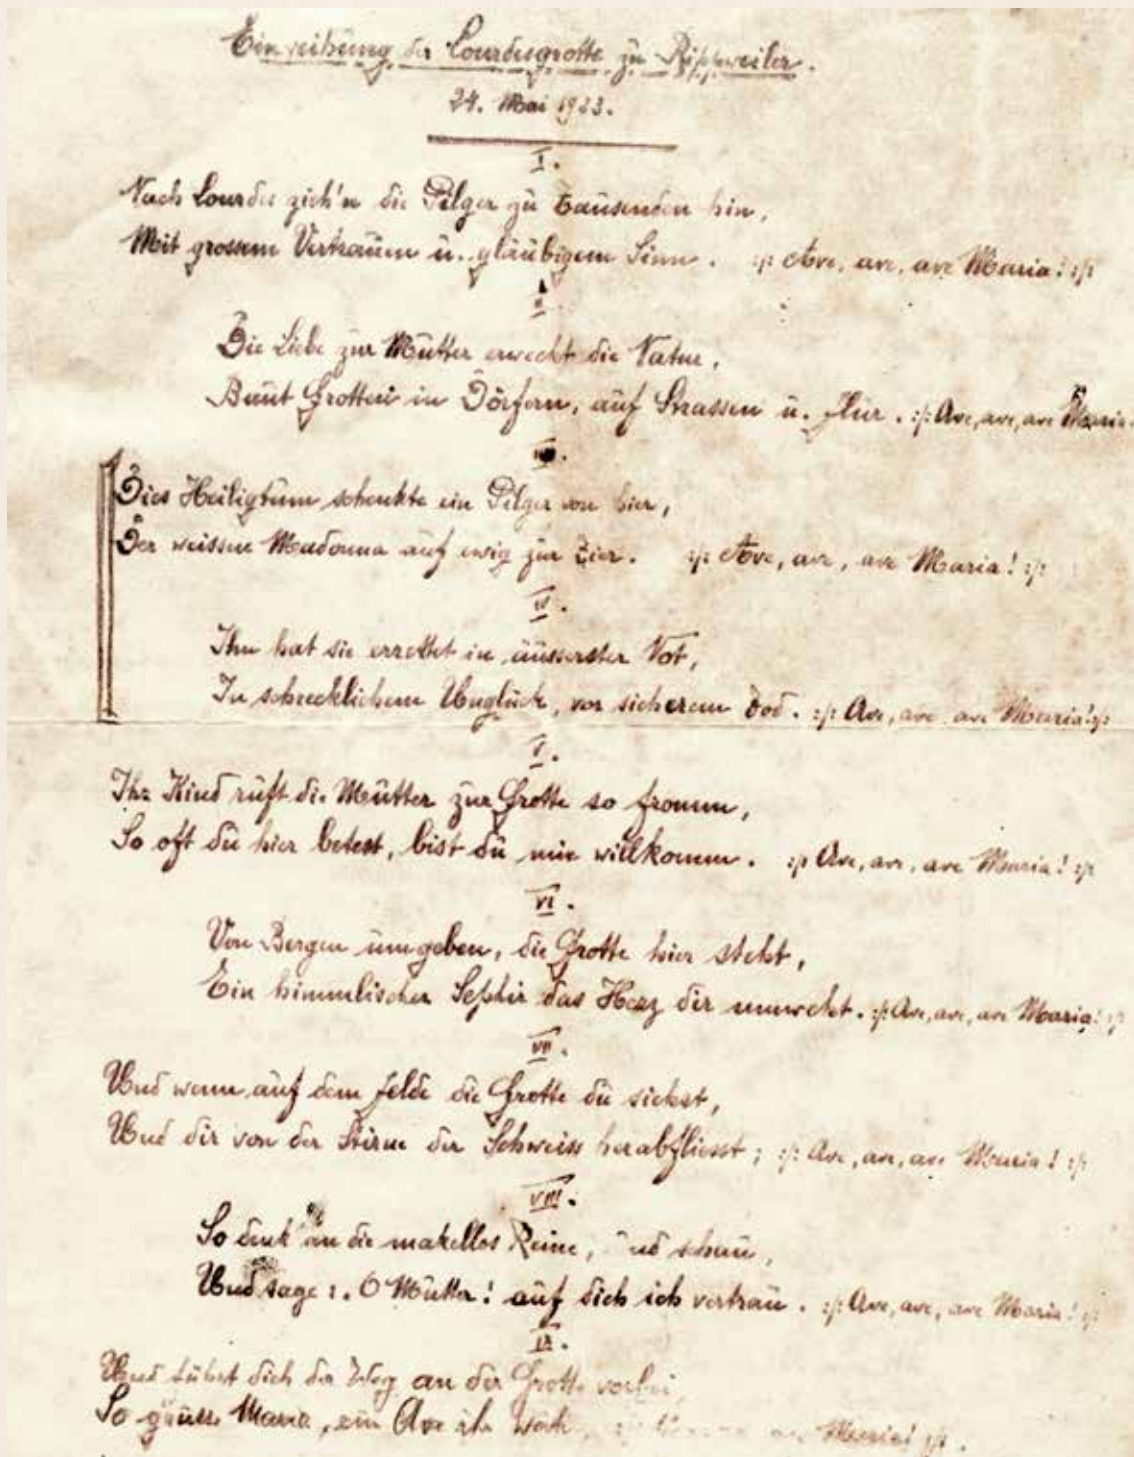 Einweihung der Lourdesgrotte zu Rippweiler.
24. Mai 1923.
I.
Nach Lourdes zieh'n die Pilger zu Tausenden hin,
Mit grossem Vertrauen u. gläubigem Sinn. :/: Ave, ave, ave Maria! :/:
II.
Die Liebe zur Mutter erweckt die Natur,
Baut Grotten in Dörfern, auf Strassen u. Flur. :/: Ave, ave, ave Maria
III.
Dies Heiligtum schenkte ein Pilger von hier,
Der weissen Madonna auf ewig zur Zier. :/: Ave, ave, ave Maria! :/:
IV.
Ihn hat sie errettet in äusserster Not,
In schrecklichem Unglück, vor sicherem Tod. :/: Ave, ave ave Maria! :/:
V.
Ihr Kind ruft die Mutter zur Grotte so fromm,
So oft du hier betest, bist du mir willkomm. :/: Ave, ave, ave Maria! :/:
VI.
Von Bergen umgeben, die Grotte hier steht,
Ein himmlischer Sephir das Herz dir umweht. :/: Ave, ave, ave Maria! :/:
VII.
Und wenn auf dem Felde die Grotte du siehst,
Und dir von der Stirne der Schweiss herabfliesst; :/: Ave, ave, ave Maria! :/:
VIII.
So denk' an die makellos Reine, und schau,
Und sage: O Mutter! auf dich ich vertrau. :/: Ave, ave, ave Maria! :/:
IX.
Und führt dich der Weg an der Grotte vorbei,
So grüsse Maria, ein Ave ave Maria! :/:.